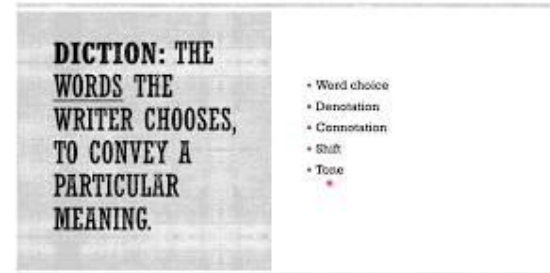 DICTION: THE
WORDS THE
WRITER CHOOSES,
TO CONVEY A
PARTICULAR
MEANING.
• Word choice
• Denotation
• Connotation
• Shift
• Tone